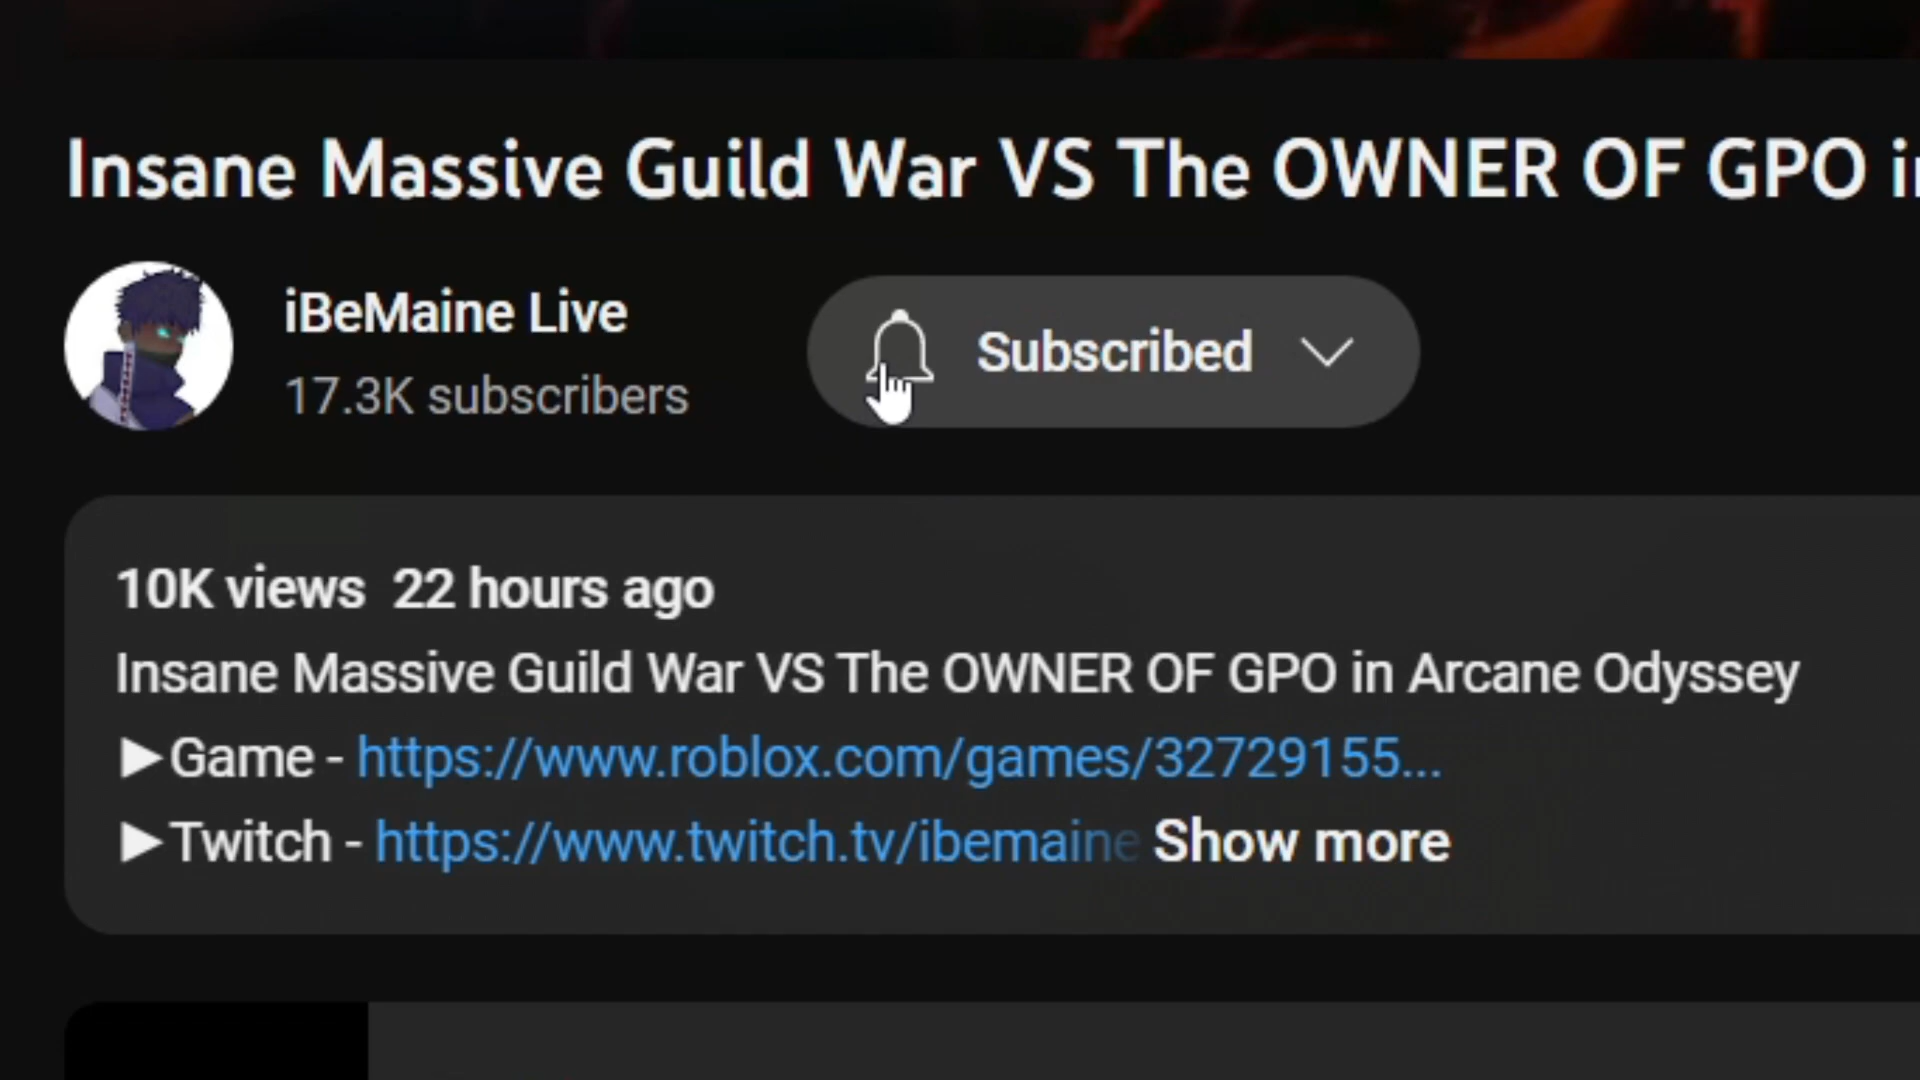 Insane Massive Guild War VS The OWNER OF GPO
iBeMaine Live
17.3K subscribers
Subscribed
10K views 22 hours ago
Insane Massive Guild War VS The OWNER OF GPO in Arcane Odyssey
▶Game - https://www.roblox.com/games/32729155...
▶Twitch - https://www.twitch.tv/ibemaine Show more